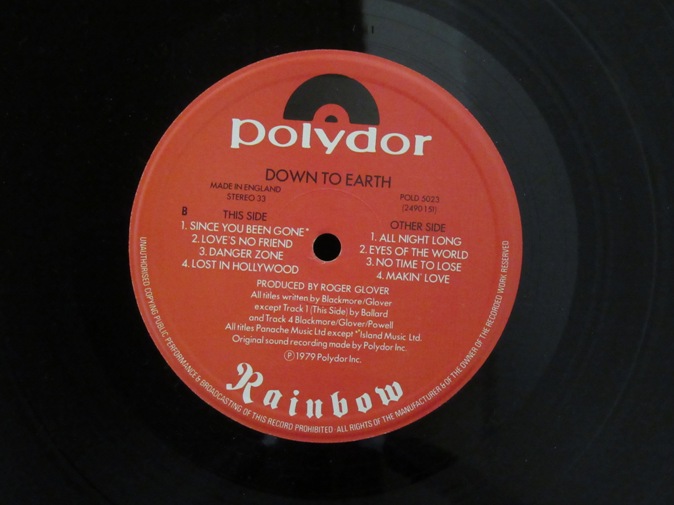 polydor
DOWN TO EARTH
MADE IN ENGLAND
STEREO 33
POLD 5023
(2490 151)
B
THIS SIDE
1. SINCE YOU BEEN GONE*
2. LOVE'S NO FRIEND
3. DANGER ZONE
4. LOST IN HOLLYWOOD
OTHER SIDE
1. ALL NIGHT LONG
2. EYES OF THE WORLD
3. NO TIME TO LOSE
4. MAKIN' LOVE
PRODUCED BY ROGER GLOVER
All titles written by Blackmore/Glover
except Track 1 (This Side) by Ballard
and Track 4 Blackmore/Glover/Powell
All titles Panache Music Ltd except *Island Music Ltd.
Original sound recording made by Polydor Inc.
℗ 1979 Polydor Inc.
Rainbow
UNAUTHORISED COPYING PUBLIC PERFORMANCE & BROADCASTING OF THIS RECORD PROHIBITED · ALL RIGHTS OF THE MANUFACTURER & OF THE OWNER OF THE RECORDED WORK RESERVED